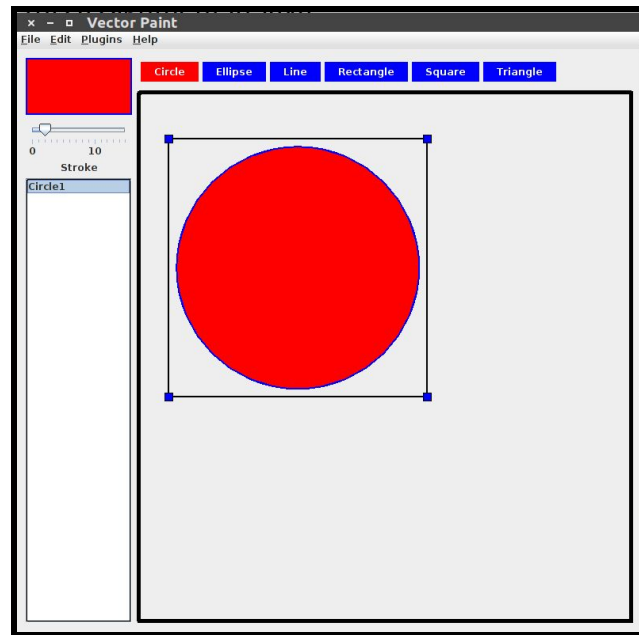 x – □ Vector Paint
File Edit Plugins Help
Circle Ellipse Line Rectangle Square Triangle
0 10
Stroke
Circle1